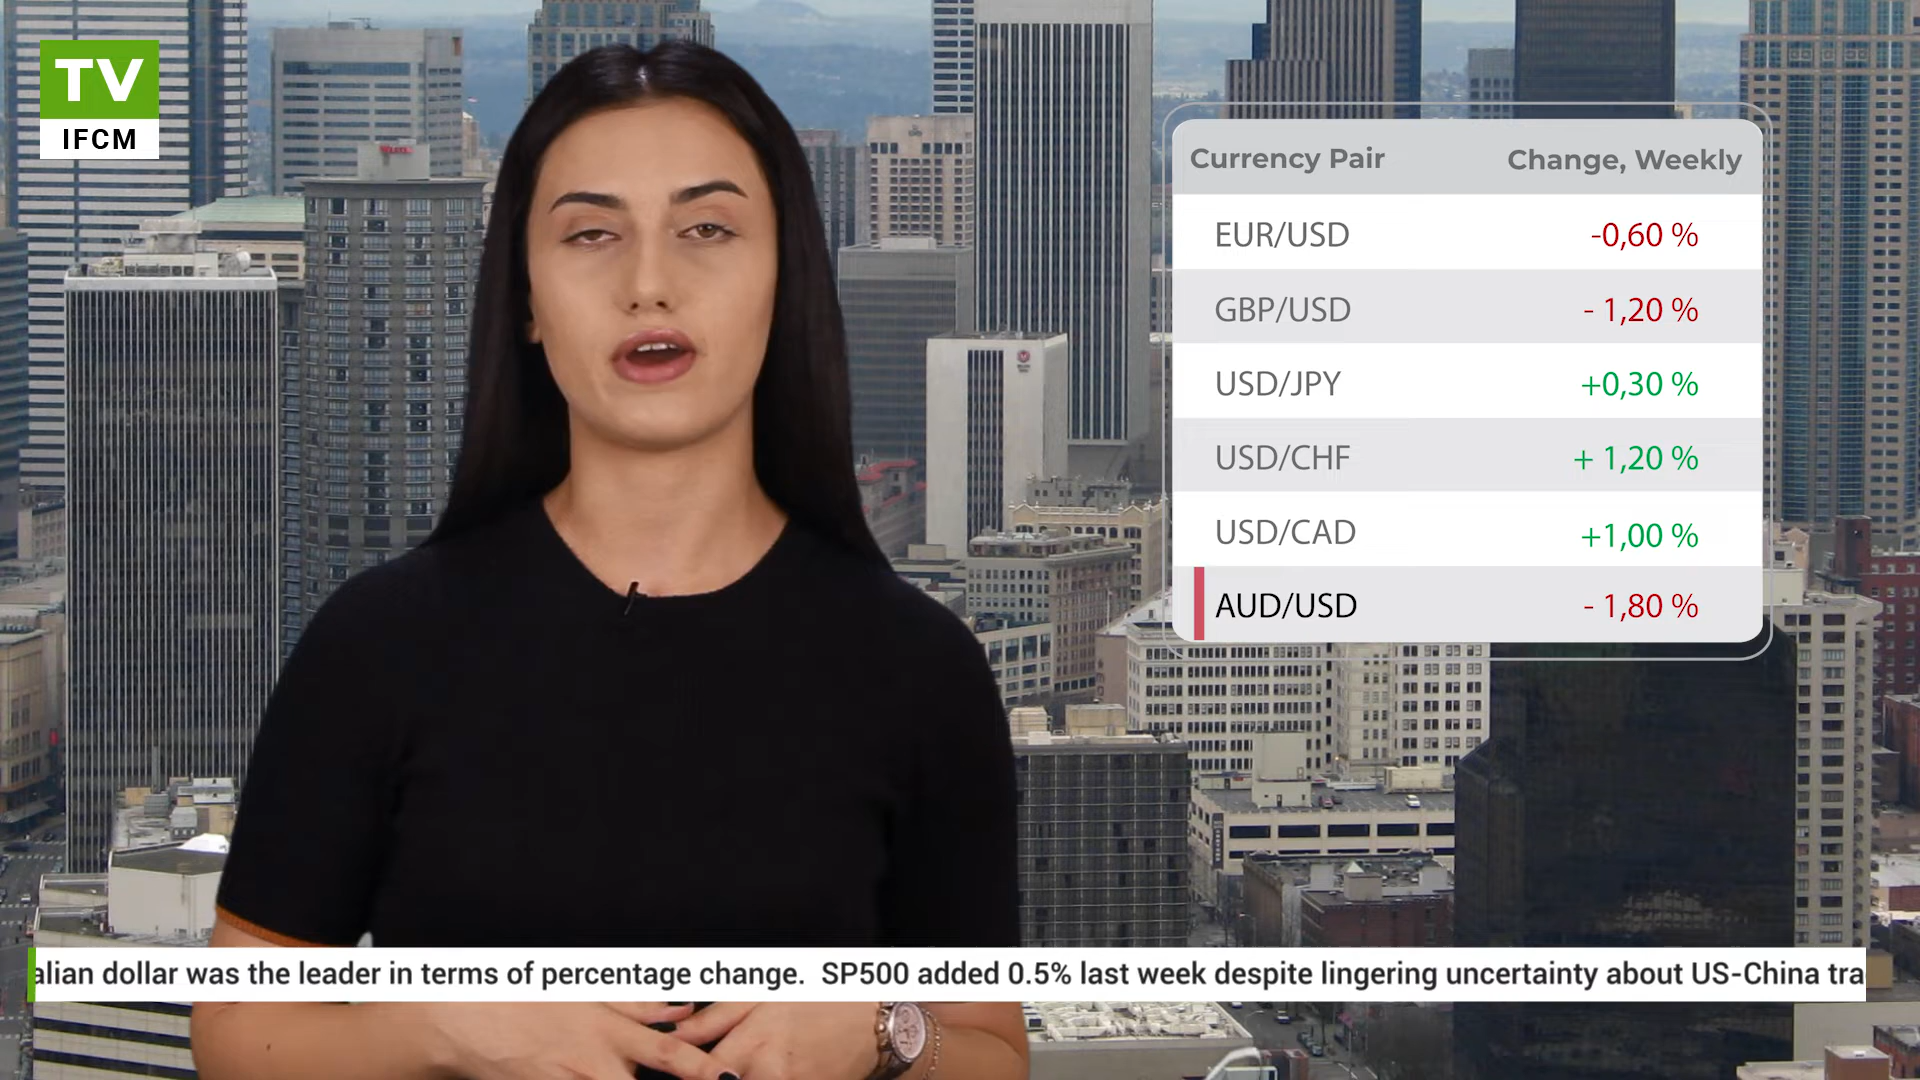 TV
IFCM
Currency Pair Change, Weekly
EUR/USD -0,60 %
GBP/USD - 1,20 %
USD/JPY +0,30 %
USD/CHF + 1,20 %
USD/CAD +1,00 %
AUD/USD - 1,80 %
alian dollar was the leader in terms of percentage change. SP500 added 0.5% last week despite lingering uncertainty about US-China tra